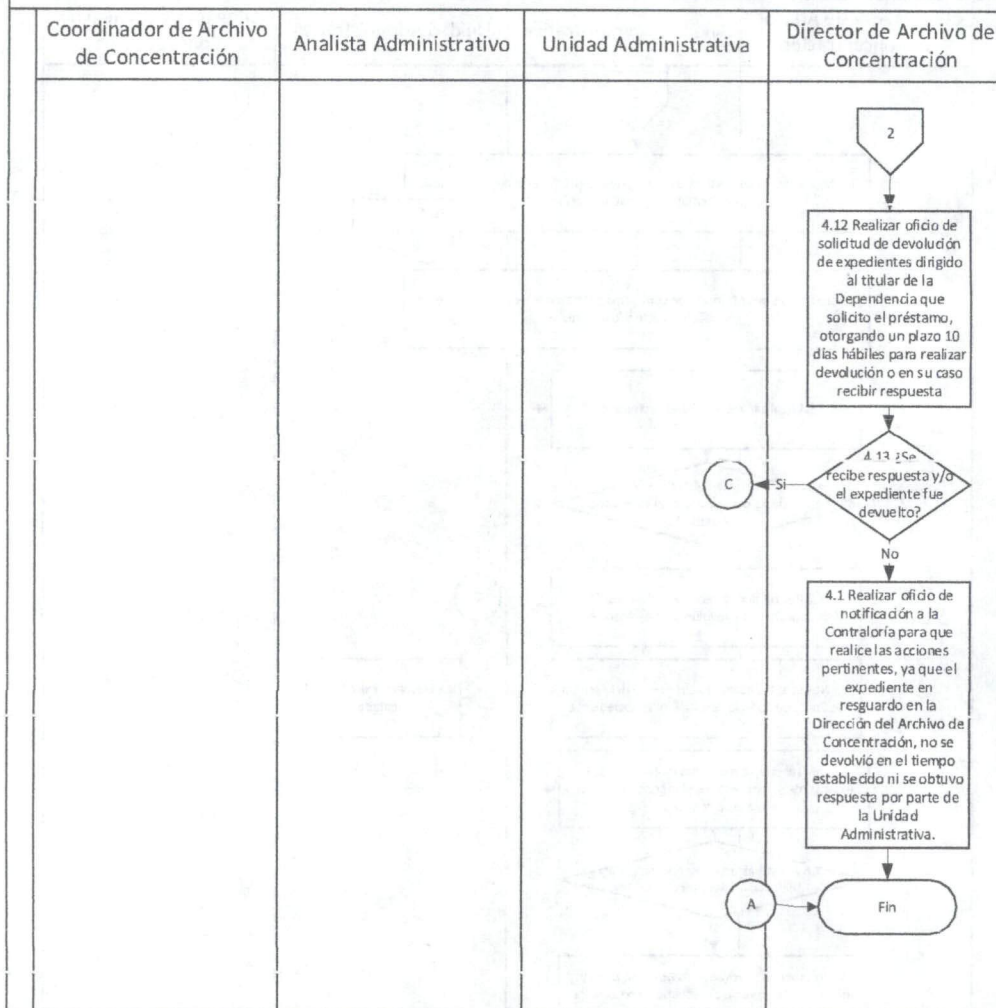 Coordinador de Archivo
de Concentración
Analista Administrativo
Unidad Administrativa
Director de Archivo de
Concentración
2
4.12 Realizar oficio de
solicitud de devolución
de expedientes dirigido
al titular de la
Dependencia que
solicito el préstamo,
otorgando un plazo 10
días hábiles para realizar
devolución o en su caso
recibir respuesta
4.13 ¿Se
recibe respuesta y/o
el expediente fue
devuelto?
Si
C
No
4.1 Realizar oficio de
notificación a la
Contraloría para que
realice las acciones
pertinentes, ya que el
expediente en
resguardo en la
Dirección del Archivo de
Concentración, no se
devolvió en el tiempo
establecido ni se obtuvo
respuesta por parte de
la Unidad
Administrativa.
A
Fin